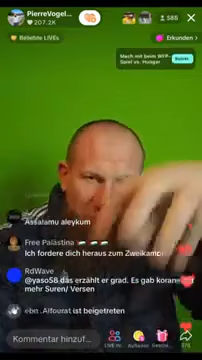 PierreVogel...
207.2K
586
Beliebte LIVEs
Erkunden >
Mach mit beim WFP-
Spiel vs. Hunger
Assalamu aleykum
Free Palästina
Ich fordere dich heraus zum Zweikampf
RdWave
@yaso58 das erzählt er grad. Es gab
mehr Suren/ Versen
ebn .Alfourat ist beigetreten
Kommentar hinzuf...